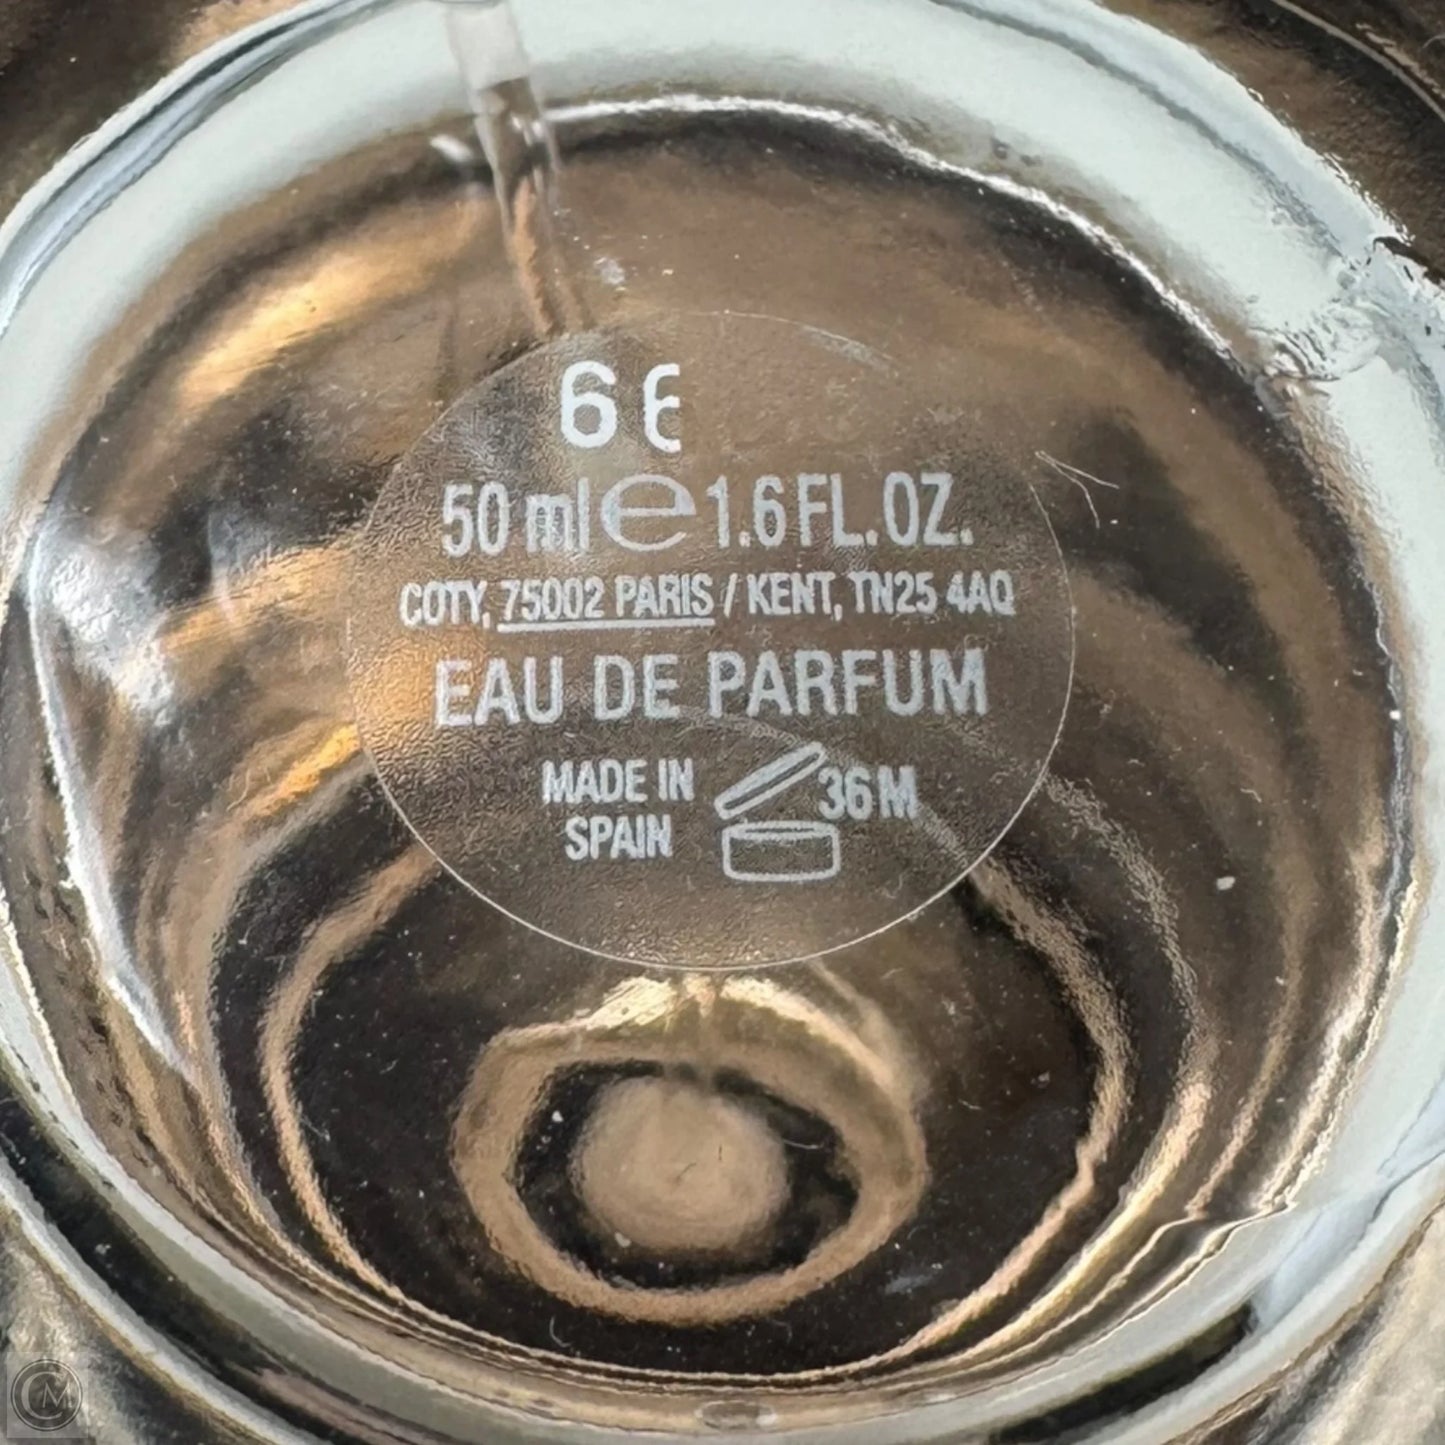 66
50 ml e 1.6 FL. OZ.
COTY, 75002 PARIS / KENT, TN25 4AQ
EAU DE PARFUM
MADE IN
SPAIN
36 M